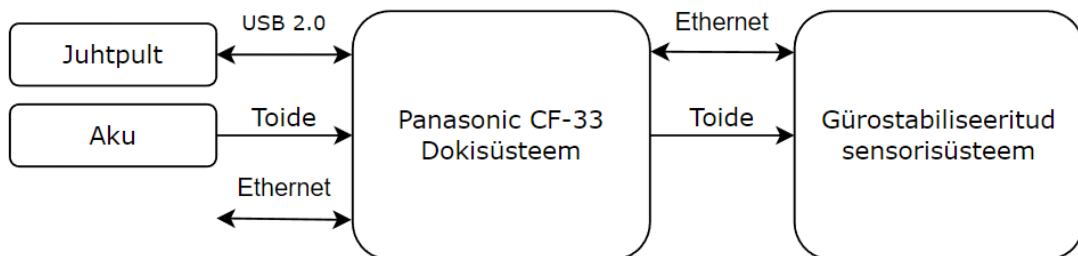 USB 2.0
Juhtpult
Aku
Toide
Ethernet
Panasonic CF-33
Dokisüsteem
Ethernet
Toide
Gürostabiliseeritud
sensorisüsteem